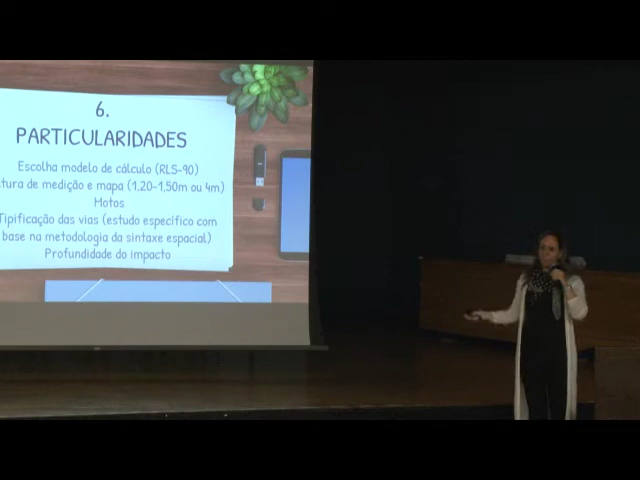 6.
PARTICULARIDADES
Escolha modelo de cálculo (RLS-90)
tura de medição e mapa (1,20-1,50m ou 4m)
Motos
Tipificação das vias (estudo específico com
base na metodologia da sintaxe espacial)
Profundidade do impacto